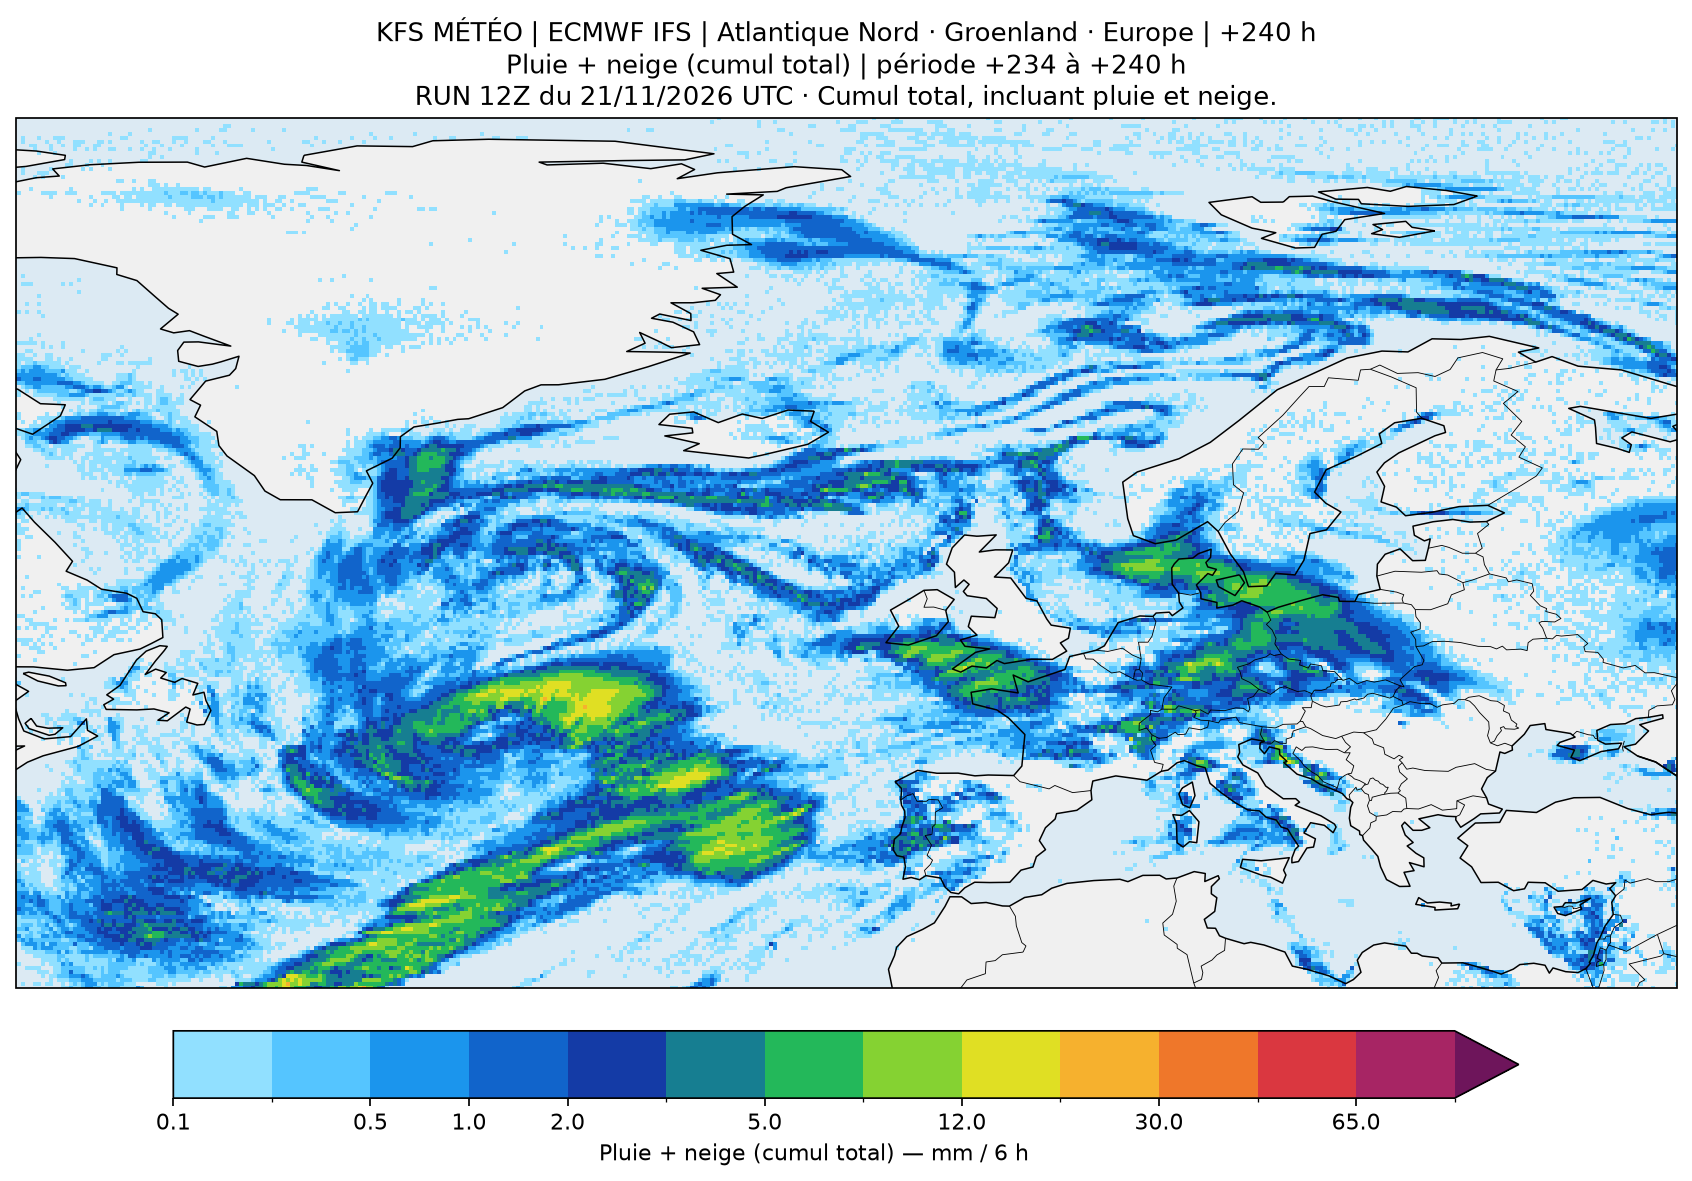 KFS MÉTÉO | ECMWF IFS | Atlantique Nord · Groenland · Europe | +240 h
Pluie + neige (cumul total) | période +234 à +240 h
RUN 12Z du 21/11/2026 UTC · Cumul total, incluant pluie et neige.
0.1 0.5 1.0 2.0 5.0 12.0 30.0 65.0
Pluie + neige (cumul total) — mm / 6 h